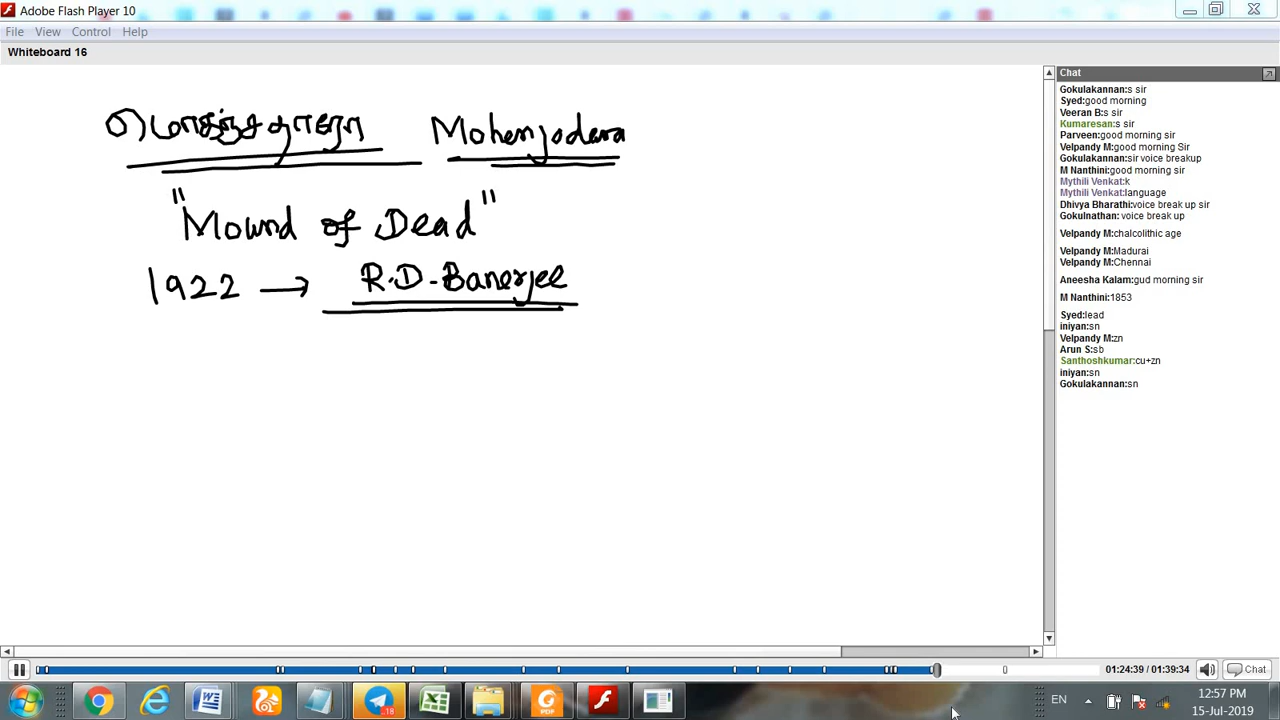 Adobe Flash Player 10
File View Control Help
Whiteboard 16
Mohenjodara
"Mound of Dead"
1922 → R.D-Banerjee
Chat
Gokulakannan:s sir
Syed:good morning
Veeran B:s sir
Kumaresan:s sir
Parveen:good morning sir
Velpandy M:good morning Sir
Gokulakannan:sir voice breakup
M Nanthini:good morning sir
Mythili Venkat:k
Mythili Venkat:language
Dhivya Bharathi:voice break up sir
Gokulnathan: voice break up
Velpandy M:chalcolithic age
Velpandy M:Madurai
Velpandy M:Chennai
Aneesha Kalam:gud morning sir
M Nanthini:1853
Syed:lead
iniyan:sn
Velpandy M:zn
Arun S:sb
Santhoshkumar:cu+zn
iniyan:sn
Gokulakannan:sn
01:24:39 / 01:39:34 Chat
18
PDF
EN
12:57 PM
15-Jul-2019